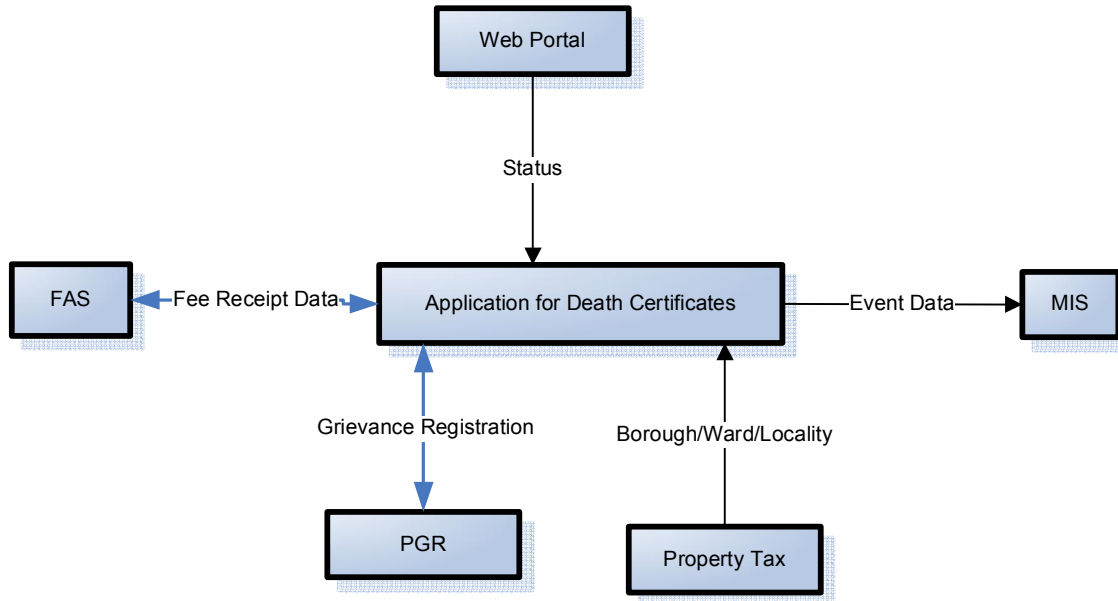 Web Portal
Status
FAS
Fee Receipt Data
Application for Death Certificates
Event Data
MIS
Grievance Registration
Borough/Ward/Locality
PGR
Property Tax